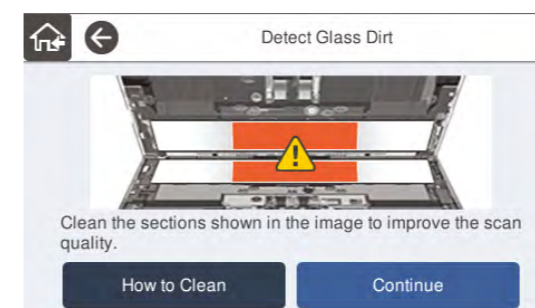 Detect Glass Dirt
Clean the sections shown in the image to improve the scan
quality.
How to Clean
Continue